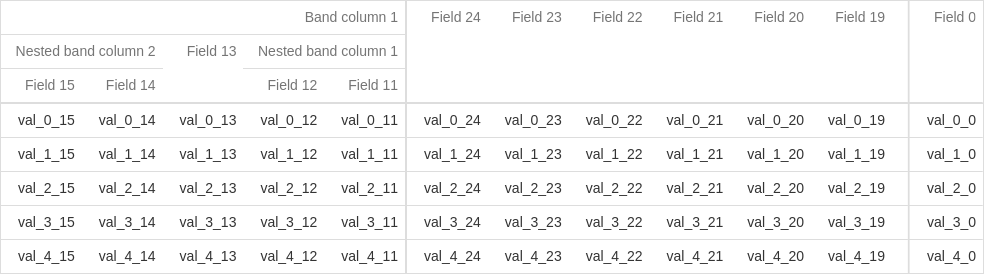 Band column 1 Field 24 Field 23 Field 22 Field 21 Field 20 Field 19 Field 0
Nested band column 2 Field 13 Nested band column 1
Field 15 Field 14 Field 12 Field 11
val_0_15 val_0_14 val_0_13 val_0_12 val_0_11 val_0_24 val_0_23 val_0_22 val_0_21 val_0_20 val_0_19 val_0_0
val_1_15 val_1_14 val_1_13 val_1_12 val_1_11 val_1_24 val_1_23 val_1_22 val_1_21 val_1_20 val_1_19 val_1_0
val_2_15 val_2_14 val_2_13 val_2_12 val_2_11 val_2_24 val_2_23 val_2_22 val_2_21 val_2_20 val_2_19 val_2_0
val_3_15 val_3_14 val_3_13 val_3_12 val_3_11 val_3_24 val_3_23 val_3_22 val_3_21 val_3_20 val_3_19 val_3_0
val_4_15 val_4_14 val_4_13 val_4_12 val_4_11 val_4_24 val_4_23 val_4_22 val_4_21 val_4_20 val_4_19 val_4_0